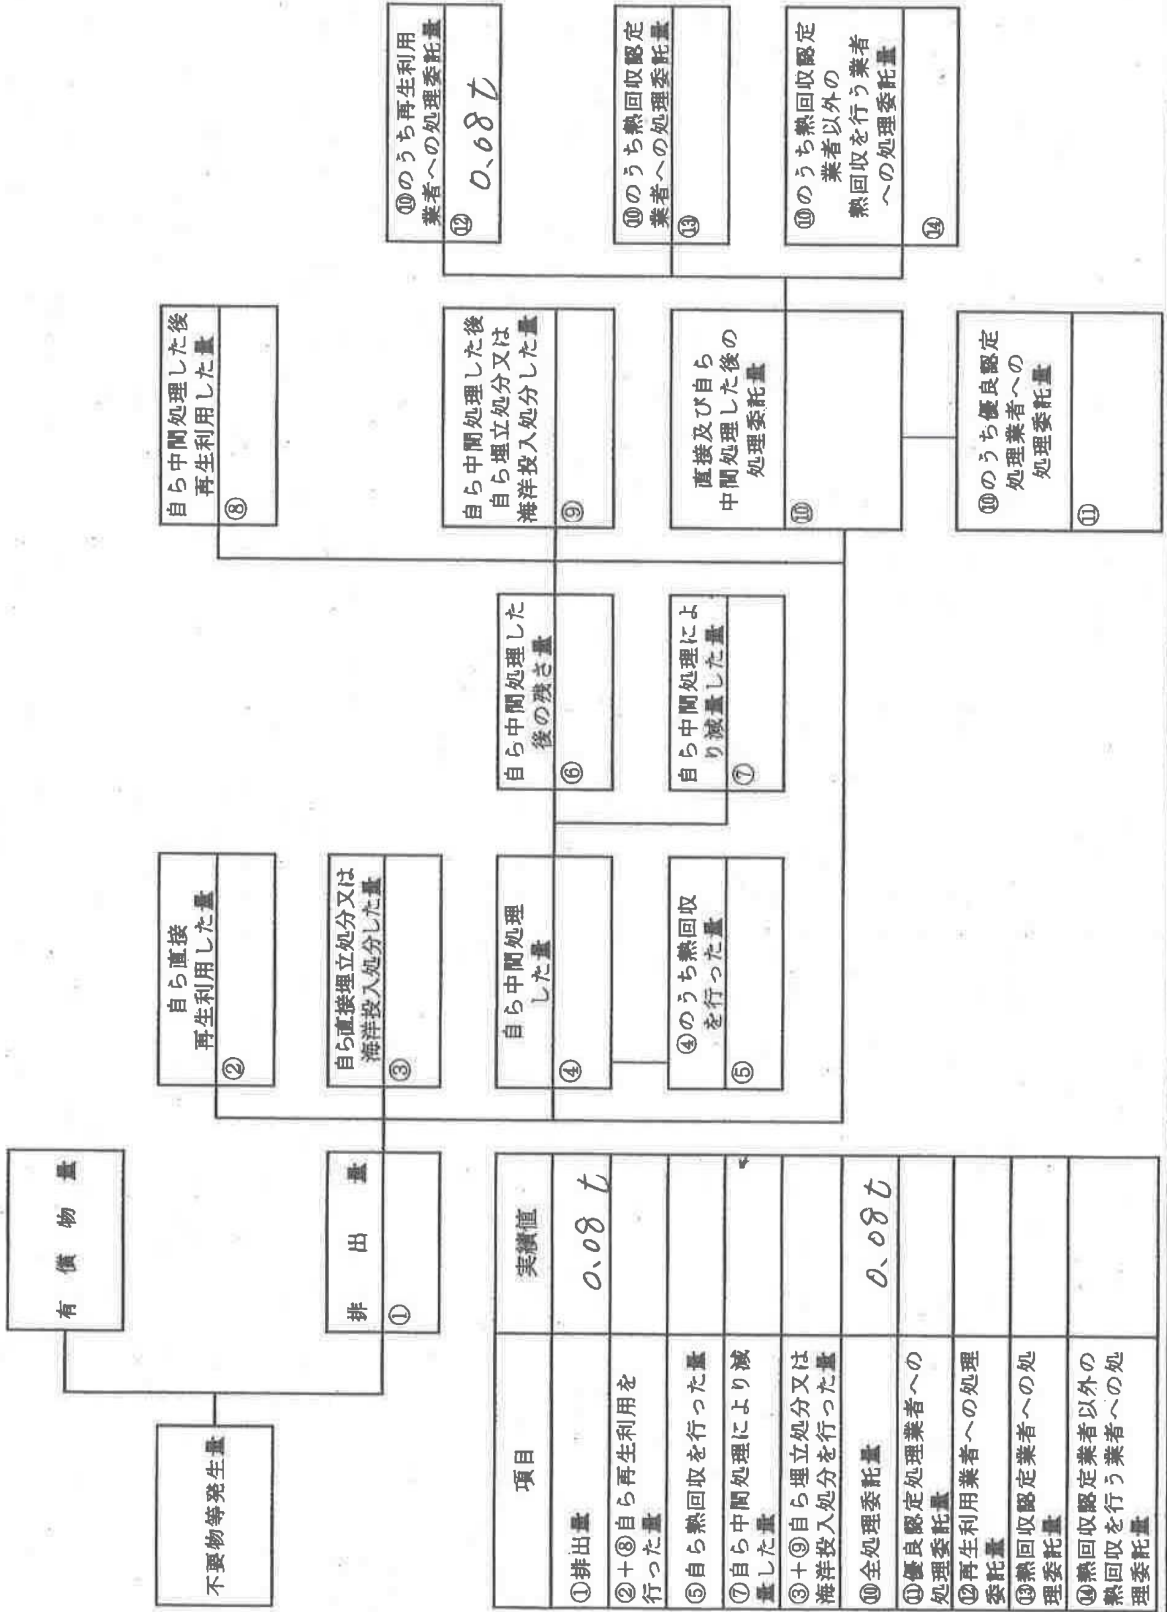 不要物等発生量
有償物量
排出量
①
自ら直接
再生利用した量
②
自ら直接埋立処分又は
海洋投入処分した量
③
自ら中間処理
した量
④
④のうち熱回収
を行った量
⑤
自ら中間処理した
後の残さ量
⑥
自ら中間処理によ
り減量した量
⑦
自ら中間処理した後
再生利用した量
⑧
自ら中間処理した後
自ら埋立処分又は
海洋投入処分した量
⑨
直接及び自ら
中間処理した後の
処理委託量
⑩
⑩のうち優良認定
処理業者への
処理委託量
⑪
⑩のうち再生利用
業者への処理委託量
⑫
0.08t
⑩のうち熱回収認定
業者への処理委託量
⑬
⑩のうち熱回収認定
業者以外の
熱回収を行う業者
への処理委託量
⑭
項目 実績値
①排出量 0.08t
②+⑧自ら再生利用を
行った量
⑤自ら熱回収を行った量
⑦自ら中間処理により減
量した量
③+⑨自ら埋立処分又は
海洋投入処分を行った量
⑩全処理委託量 0.08t
⑪優良認定処理業者への
処理委託量
⑫再生利用業者への処理
委託量
⑬熱回収認定業者への処
理委託量
⑭熱回収認定業者以外の
熱回収を行う業者への処
理委託量